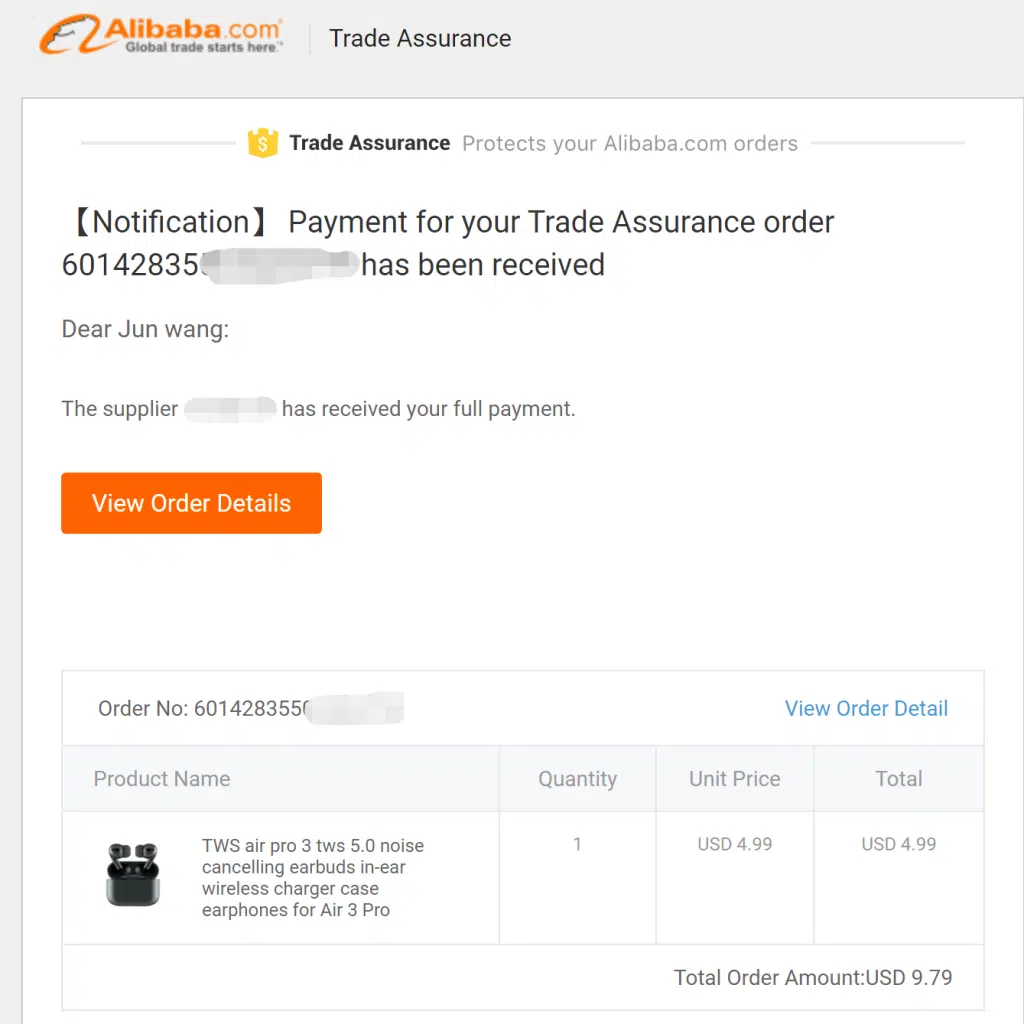 Alibaba.com
Global trade starts here.
Trade Assurance
$ Trade Assurance Protects your Alibaba.com orders
【Notification】 Payment for your Trade Assurance order
60142835 has been received
Dear Jun wang:
The supplier has received your full payment.
View Order Details
Order No: 601428355 View Order Detail
Product Name Quantity Unit Price Total
TWS air pro 3 tws 5.0 noise 1 USD 4.99 USD 4.99
cancelling earbuds in-ear
wireless charger case
earphones for Air 3 Pro
Total Order Amount:USD 9.79